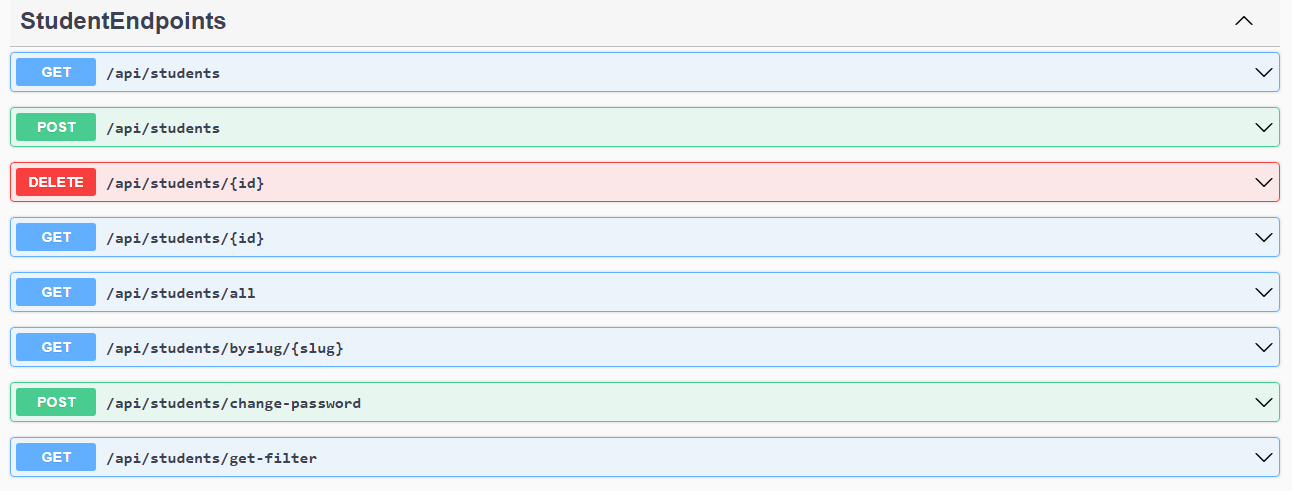 StudentEndpoints
GET /api/students
POST /api/students
DELETE /api/students/{id}
GET /api/students/{id}
GET /api/students/all
GET /api/students/byslug/{slug}
POST /api/students/change-password
GET /api/students/get-filter